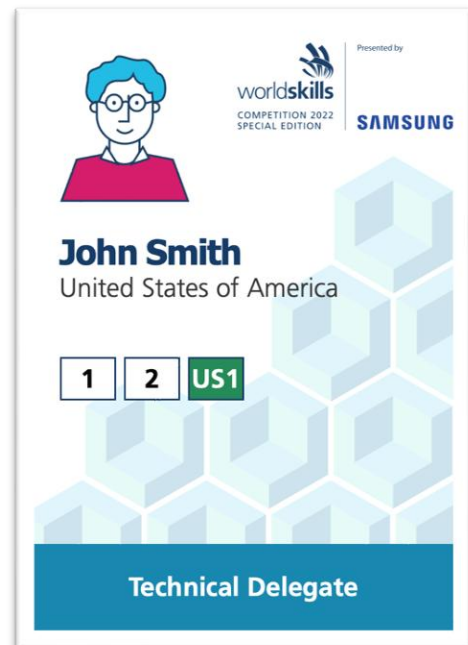 Presented by
worldskills
COMPETITION 2022
SPECIAL EDITION
SAMSUNG
John Smith
United States of America
1 2 US1
Technical Delegate